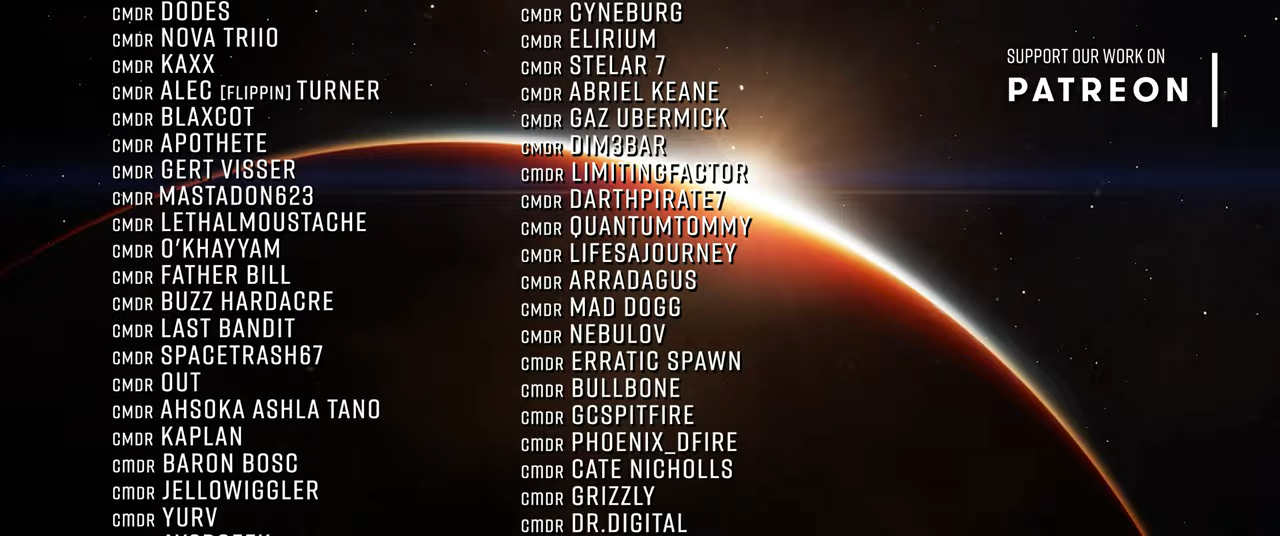 CMDR DODES
CMDR NOVA TRIIO
CMDR KAXX
CMDR ALEC [FLIPPIN] TURNER
CMDR BLAXCOT
CMDR APOTHETE
CMDR GERT VISSER
CMDR MASTADON623
CMDR LETHALMOUSTACHE
CMDR O'KHAYYAM
CMDR FATHER BILL
CMDR BUZZ HARDACRE
CMDR LAST BANDIT
CMDR SPACETRASH67
CMDR OUT
CMDR AHSOKA ASHLA TANO
CMDR KAPLAN
CMDR BARON BOSC
CMDR JELLOWIGGLER
CMDR YURV
CMDR CYNEBURG
CMDR ELIRIUM
CMDR STELAR 7
CMDR ABRIEL KEANE
CMDR GAZ UBERMICK
CMDR DIM3BAR
CMDR LIMITINGFACTOR
CMDR DARTHPIRATE7
CMDR QUANTUMTOMMY
CMDR LIFESAJOURNEY
CMDR ARRADAGUS
CMDR MAD DOGG
CMDR NEBULOV
CMDR ERRATIC SPAWN
CMDR BULLBONE
CMDR GCSPITFIRE
CMDR PHOENIX_DFIRE
CMDR CATE NICHOLLS
CMDR GRIZZLY
CMDR DR.DIGITAL
SUPPORT OUR WORK ON
PATREON